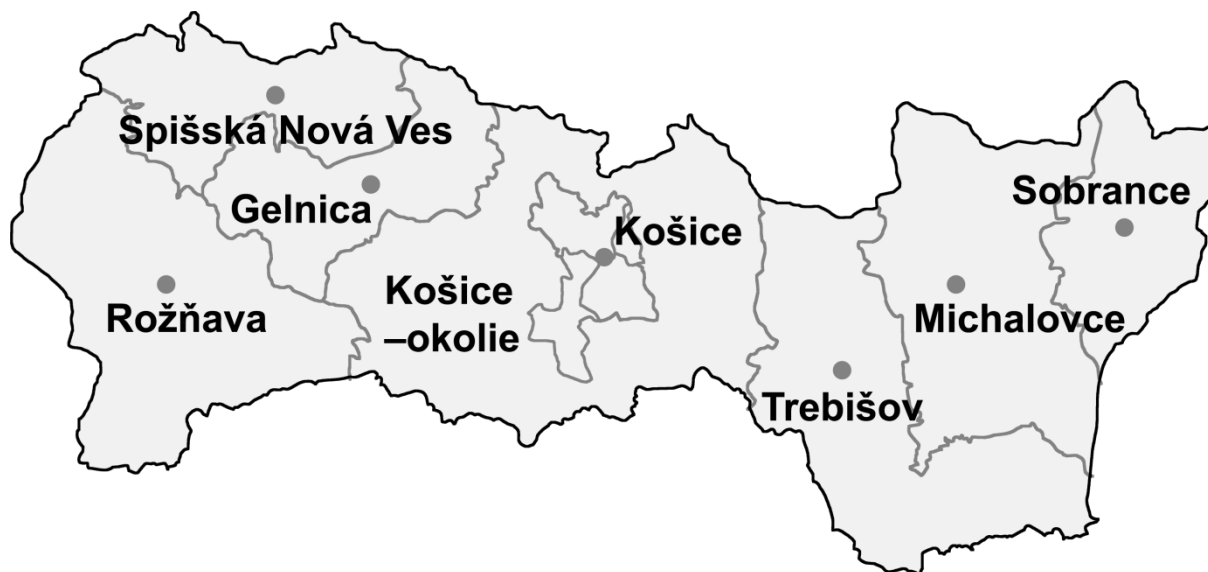 Spišská Nová Ves
Gelnica
Rožňava
Košice
–okolie
Košice
Trebišov
Michalovce
Sobrance